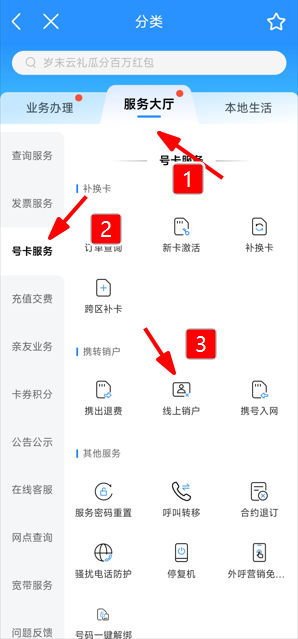 分类
岁末云礼瓜分百万红包
业务办理
服务大厅
本地生活
查询服务
发票服务
号卡服务
充值交费
亲友业务
卡券积分
公告公示
在线客服
网点查询
宽带服务
问题反馈
号卡服务
1
补换卡
2
订单查询
新卡激活
补换卡
跨区补卡
携转销户
3
携出退费
线上销户
携号入网
其他服务
服务密码重置
呼叫转移
合约退订
骚扰电话防护
停复机
外呼营销免...
号码一键解绑